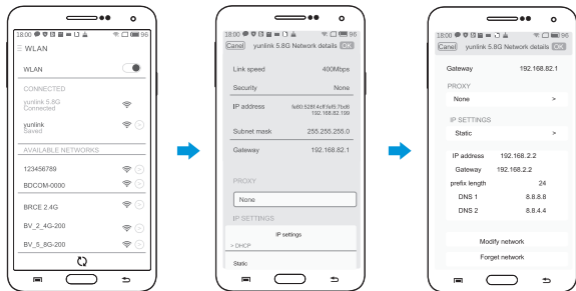 18:00 96
WLAN
WLAN
CONNECTED
yunlink 5.8G
Connected
yunlink
Saved
AVAILABLE NETWORKS
123456789
BDCOM-0000
BRCE 2.4G
BV_2_4G-200
BV_5_8G-200
18:00 96
Canel yunlink 5.8G Network details OK
Link speed 400Mbps
Security None
IP address
192.168.82.100
Subnet mask 255.255.255.0
Gateway 192.168.82.1
PROXY
None
IP SETTINGS
IP settings
> DHCP
Static
18:00 96
Canel yunlink 5.8G Network details OK
Gateway 192.168.82.1
PROXY
None >
IP SETTINGS
Static >
IP address 192.168.2.2
Gateway 192.168.2.2
prefix length 24
DNS 1 8.8.8.8
DNS 2 8.8.4.4
Modify network
Forget network